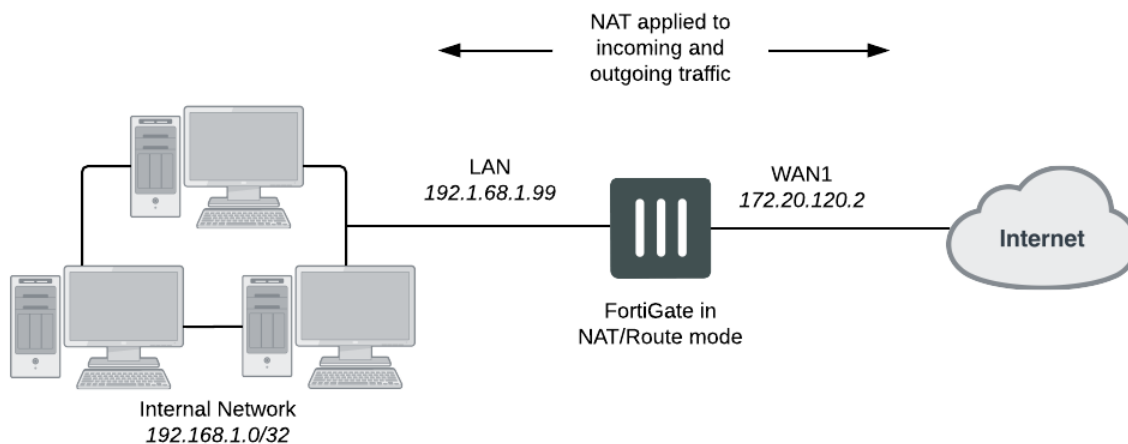 NAT applied to
incoming and
outgoing traffic
LAN
192.1.68.1.99
WAN1
172.20.120.2
Internet
FortiGate in
NAT/Route mode
Internal Network
192.168.1.0/32